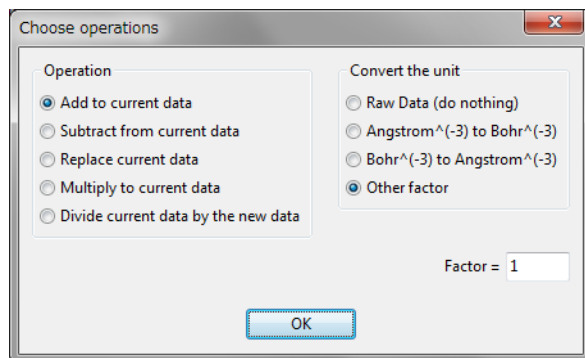 Choose operations
Operation
Add to current data
Subtract from current data
Replace current data
Multiply to current data
Divide current data by the new data
Convert the unit
Raw Data (do nothing)
Angstrom^(-3) to Bohr^(-3)
Bohr^(-3) to Angstrom^(-3)
Other factor
Factor = 1
OK